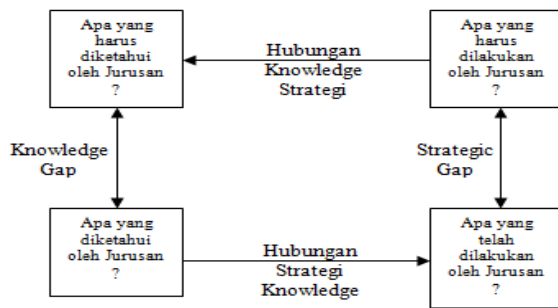 Apa yang
harus
diketahui
oleh Jurusan
?
Hubungan
Knowledge
Strategi
Apa yang
harus
dilakukan
oleh Jurusan
?
Knowledge
Gap
Strategic
Gap
Apa yang
diketahui
oleh Jurusan
?
Hubungan
Strategi
Knowledge
Apa yang
telah
dilakukan
oleh Jurusan
?